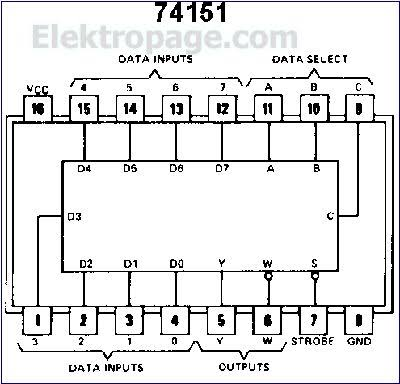 74151
Elektropage.com
DATA INPUTS DATA SELECT
VCC 4 5 6 7 A B C
16 15 14 13 12 11 10 9
D4 D5 D6 D7 A B
D3 C
D2 D1 D0 Y W S
1 2 3 4 5 6 7 8
3 2 1 0 Y W STROBE GND
DATA INPUTS OUTPUTS